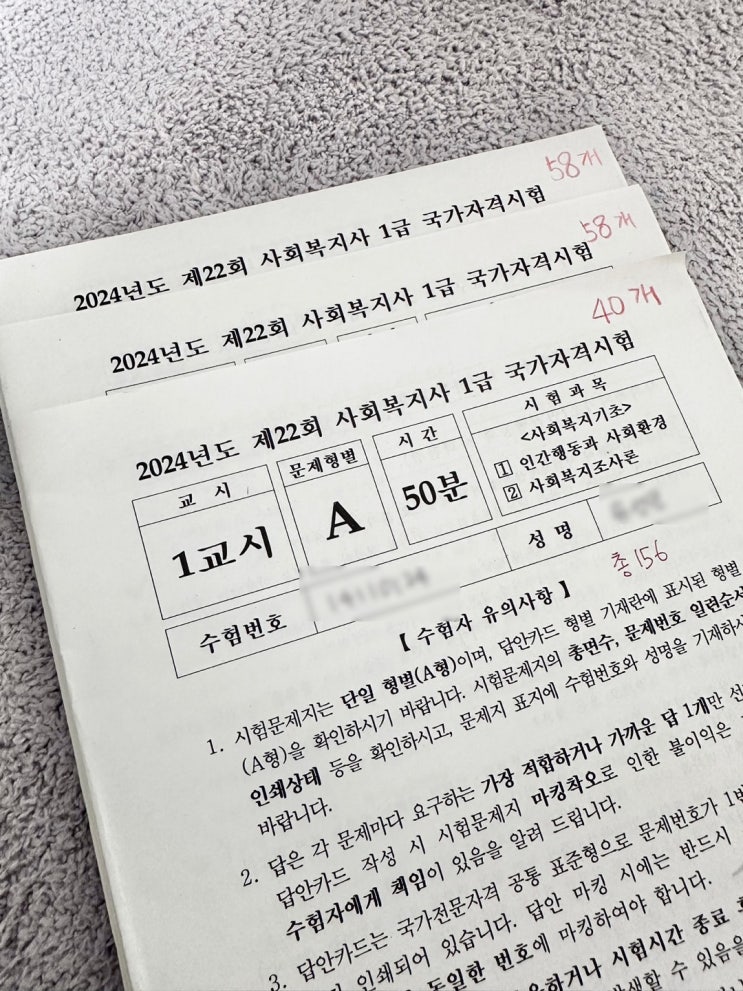 58개
2024년도 제22회 사회복지사 1급 국가자격시험
58개
2024년도 제22회 사회복지사 1급 국가자격시험
40개
2024년도 제22회 사회복지사 1급 국가자격시험
교 시
문제형별
시 간
시 험 과 목
1교시
A
50분
<사회복지기초>
1 인간행동과 사회환경
2 사회복지조사론
수험번호
성 명
총156
【 수험자 유의사항 】
1. 시험문제지는 단일 형별(A형)이며, 답안카드 형별 기재란에 표시된 형별
(A형)을 확인하시기 바랍니다. 시험문제지의 총면수, 문제번호 일련순서
인쇄상태 등을 확인하시고, 문제지 표지에 수험번호와 성명을 기재하시
바랍니다.
2. 답은 각 문제마다 요구하는 가장 적합하거나 가까운 답 1개만 선
답안카드 작성 시 시험문제지 마킹착오로 인한 불이익은
수험자에게 책임이 있음을 알려 드립니다.
3. 답안카드는 국가전문자격 공통 표준형으로 문제번호가 1번
인쇄되어 있습니다. 답안 마킹 시에는 반드시
동일한 번호에 마킹하여야 합니다.
시험시간 종료
있음을